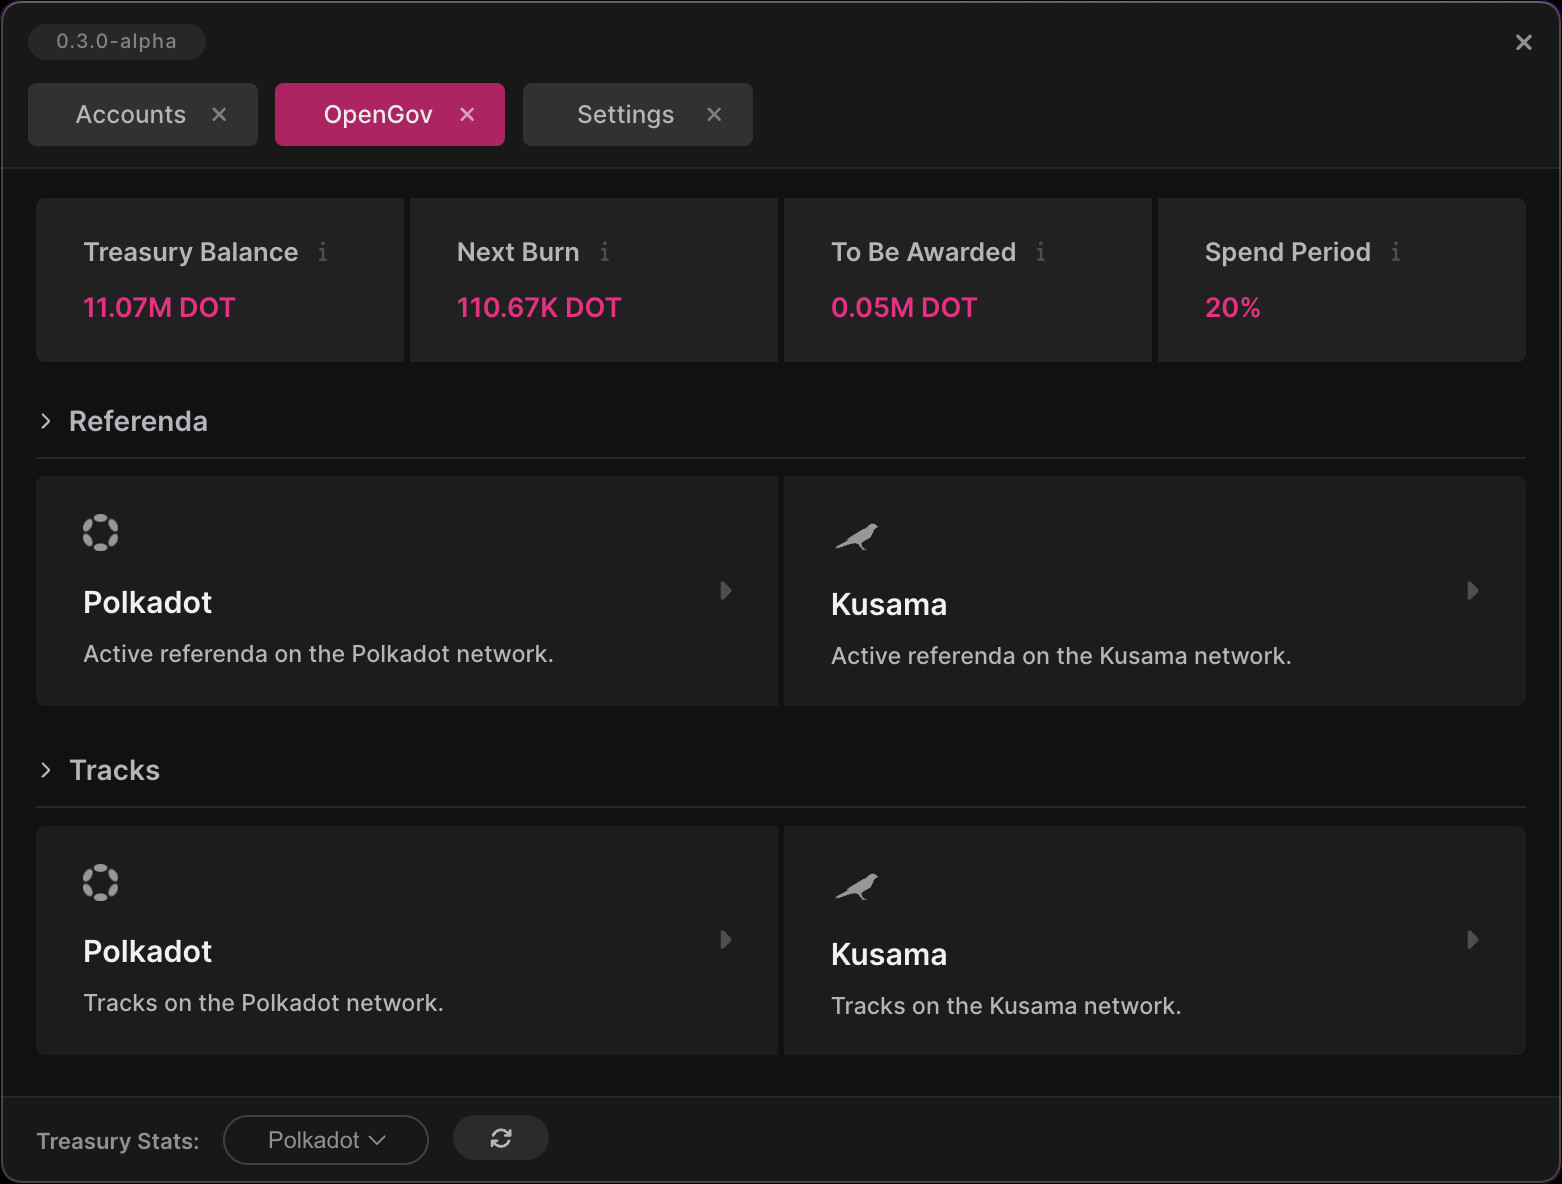 0.3.0-alpha
Accounts
OpenGov
Settings
Treasury Balance
11.07M DOT
Next Burn
110.67K DOT
To Be Awarded
0.05M DOT
Spend Period
20%
Referenda
Polkadot
Active referenda on the Polkadot network.
Kusama
Active referenda on the Kusama network.
Tracks
Polkadot
Tracks on the Polkadot network.
Kusama
Tracks on the Kusama network.
Treasury Stats:
Polkadot